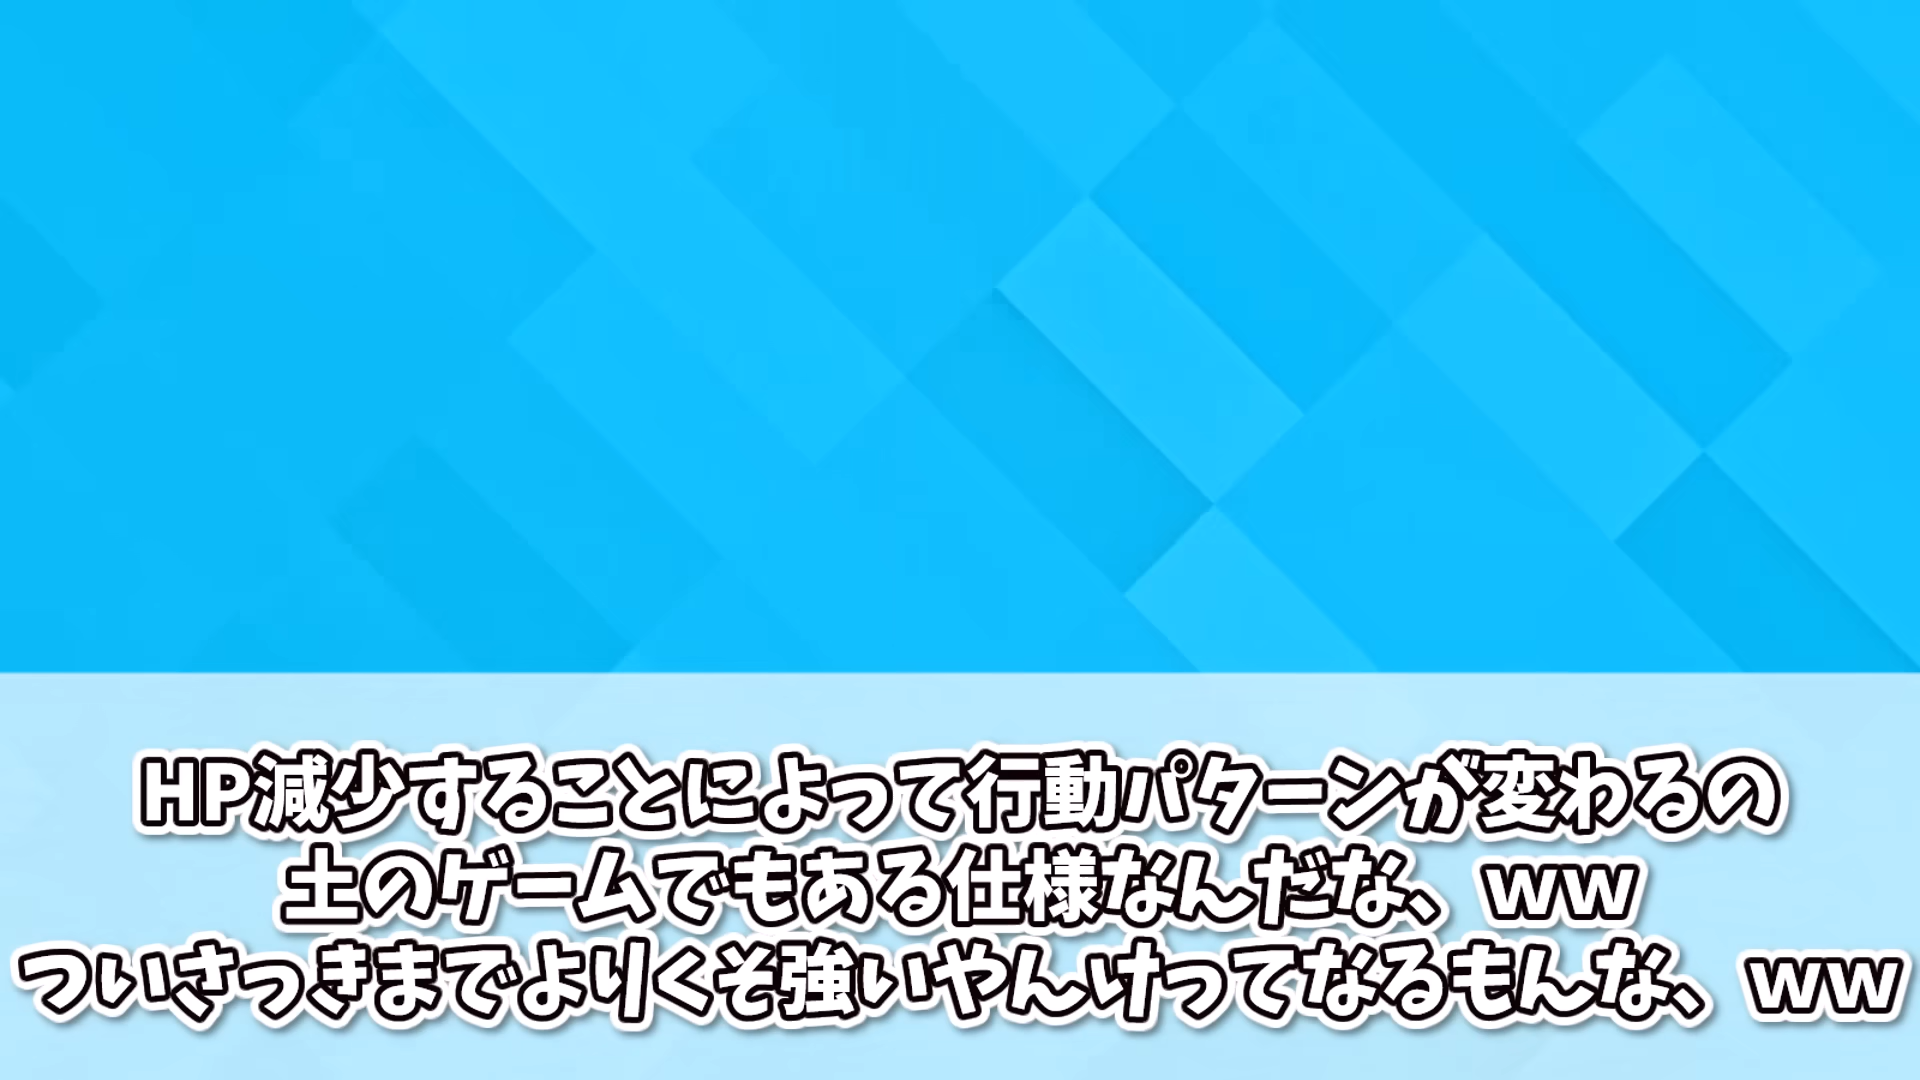 HP減少することによって行動パターンが変わるの
土のゲームでもある仕様なんだな、ww
ついさっきまでよりくそ強いやんけってなるもんな、ww